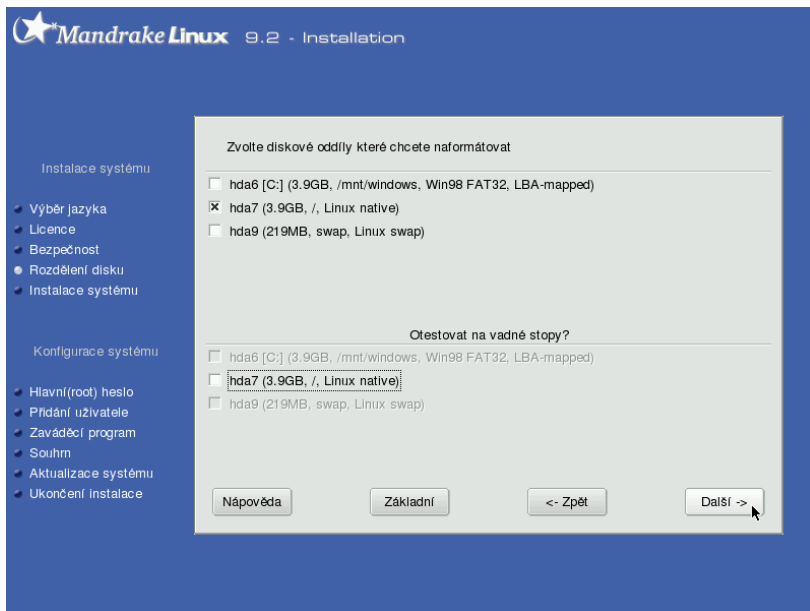 Mandrake Linux 9.2 - Installation
Instalace systému
Výběr jazyka
Licence
Bezpečnost
Rozdělení disku
Instalace systému
Konfigurace systému
Hlavní(root) heslo
Přidání uživatele
Zaváděcí program
Souhrn
Aktualizace systému
Ukončení instalace
Zvolte diskové oddíly které chcete naformátovat
hda6 [C:] (3.9GB, /mnt/windows, Win98 FAT32, LBA-mapped)
hda7 (3.9GB, /, Linux native)
hda9 (219MB, swap, Linux swap)
Otestovat na vadné stopy?
hda6 [C:] (3.9GB, /mnt/windows, Win98 FAT32, LBA-mapped)
hda7 (3.9GB, /, Linux native)
hda9 (219MB, swap, Linux swap)
Nápověda
Základní
<- Zpět
Další ->